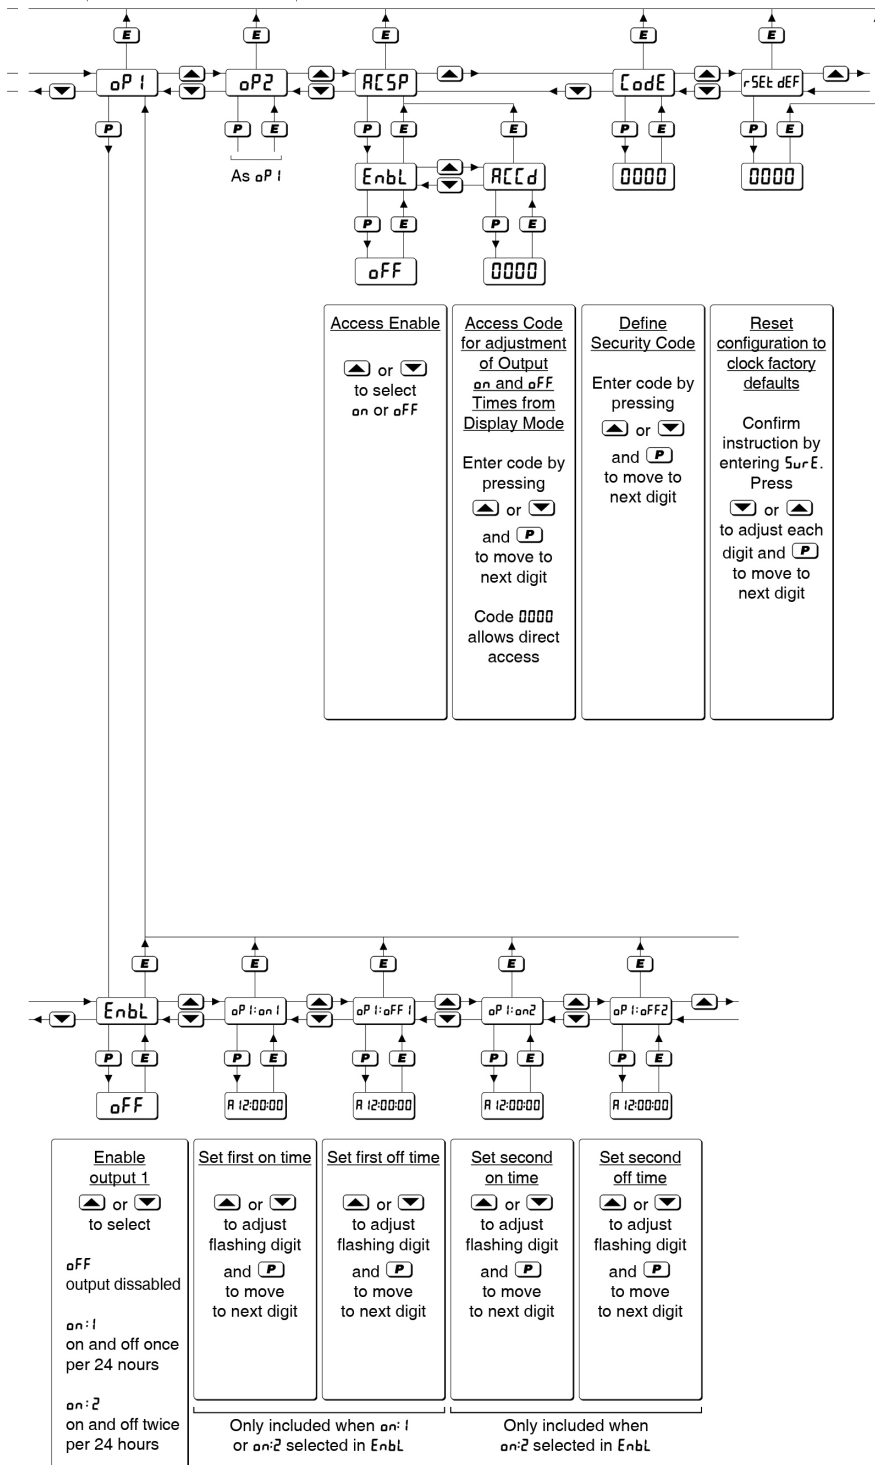 E E E E E
oP1 oP2 ACSP CodE rSEt dEF
P P E P E E P E P E
As oP1 EnbL ACCd 0000 0000
P E P E
oFF 0000
Access Enable
or
to select
on or oFF
Access Code
for adjustment
of Output
on and oFF
Times from
Display Mode
Enter code by
pressing
or
and P
to move to
next digit
Code 0000
allows direct
access
Define
Security Code
Enter code by
pressing
or
and P
to move to
next digit
Reset
configuration to
clock factory
defaults
Confirm
instruction by
entering SurE.
Press
or
to adjust each
digit and P
to move to
next digit
E E E E E
EnbL oP1:on1 oP1:oFF1 oP1:on2 oP1:oFF2
P E P E P E P E P E
oFF A12:00:00 A12:00:00 A12:00:00 A12:00:00
Enable
output 1
or
to select
oFF
output dissabled
on:1
on and off once
per 24 nours
on:2
on and off twice
per 24 hours
Set first on time
or
to adjust
flashing digit
and P
to move
to next digit
Set first off time
or
to adjust
flashing digit
and P
to move
to next digit
Set second
on time
or
to adjust
flashing digit
and P
to move
to next digit
Set second
off time
or
to adjust
flashing digit
and P
to move
to next digit
Only included when on:1
or on:2 selected in EnbL
Only included when
on:2 selected in EnbL